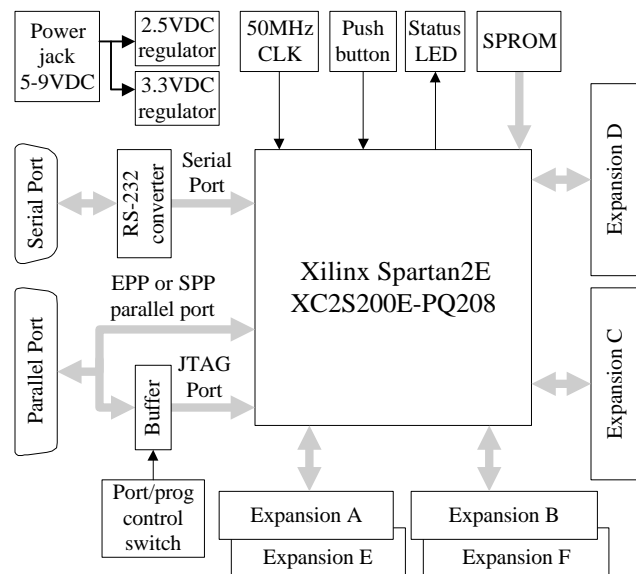 Power
jack
5-9VDC
2.5VDC
regulator
3.3VDC
regulator
50MHz
CLK
Push
button
Status
LED
SPROM
Serial Port
RS-232
converter
Serial
Port
Expansion D
Xilinx Spartan2E
XC2S200E-PQ208
EPP or SPP
parallel port
Parallel Port
JTAG
Port
Buffer
Expansion C
Port/prog
control
switch
Expansion A
Expansion E
Expansion B
Expansion F